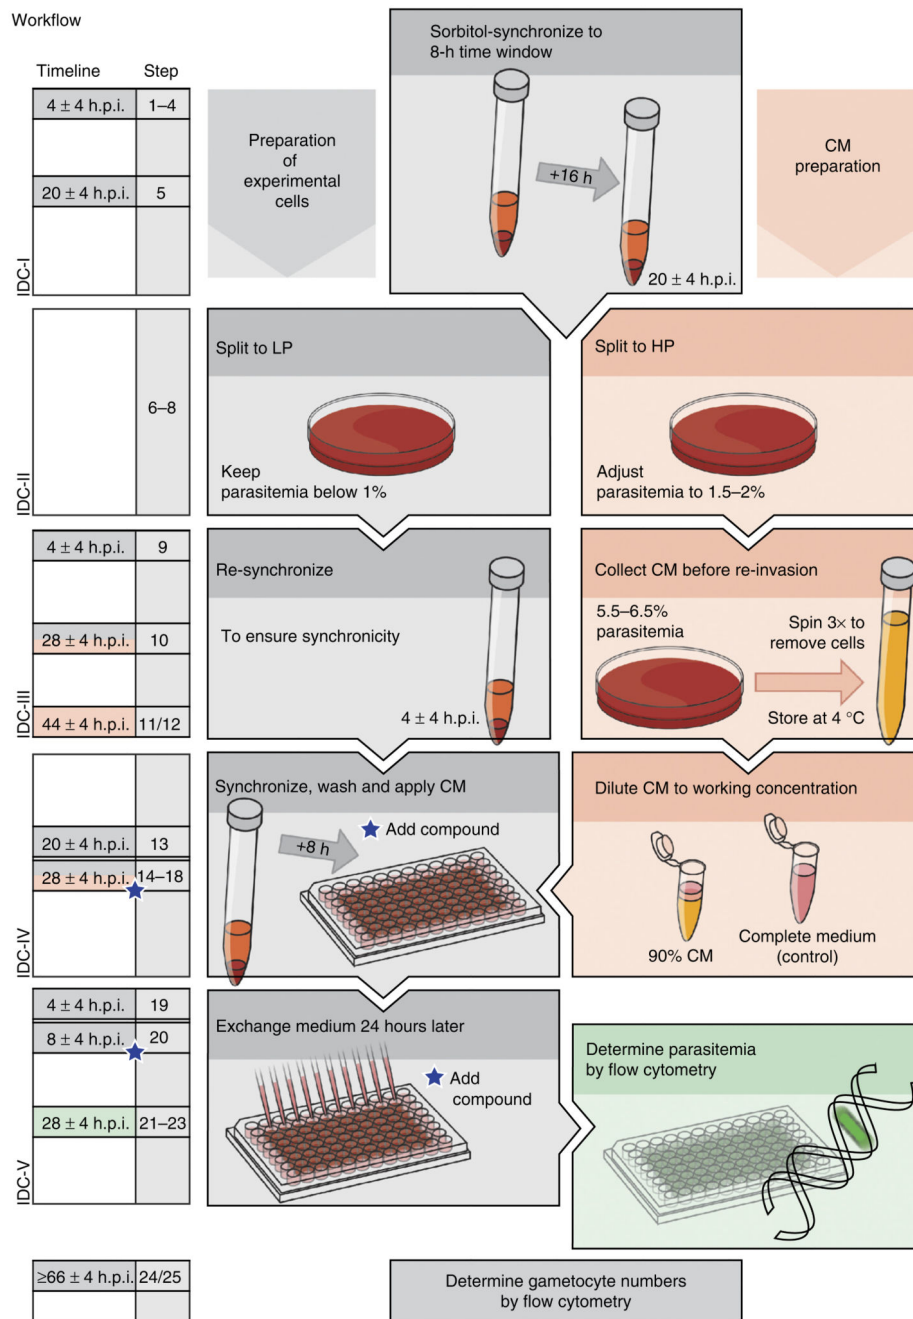 Workflow
Timeline Step
IDC-I
4 ± 4 h.p.i. 1–4
20 ± 4 h.p.i. 5
Preparation
of
experimental
cells
Sorbitol-synchronize to
8-h time window
+16 h
20 ± 4 h.p.i.
CM
preparation
IDC-II
6–8
Split to LP
Keep
parasitemia below 1%
Split to HP
Adjust
parasitemia to 1.5–2%
IDC-III
4 ± 4 h.p.i. 9
28 ± 4 h.p.i. 10
44 ± 4 h.p.i. 11/12
Re-synchronize
To ensure synchronicity
4 ± 4 h.p.i.
Collect CM before re-invasion
5.5–6.5%
parasitemia
Spin 3× to
remove cells
Store at 4 °C
IDC-IV
20 ± 4 h.p.i. 13
28 ± 4 h.p.i. 14–18
Synchronize, wash and apply CM
+8 h
Add compound
Dilute CM to working concentration
90% CM
Complete medium
(control)
IDC-V
4 ± 4 h.p.i. 19
8 ± 4 h.p.i. 20
28 ± 4 h.p.i. 21–23
Exchange medium 24 hours later
Add
compound
Determine parasitemia
by flow cytometry
≥66 ± 4 h.p.i. 24/25
Determine gametocyte numbers
by flow cytometry